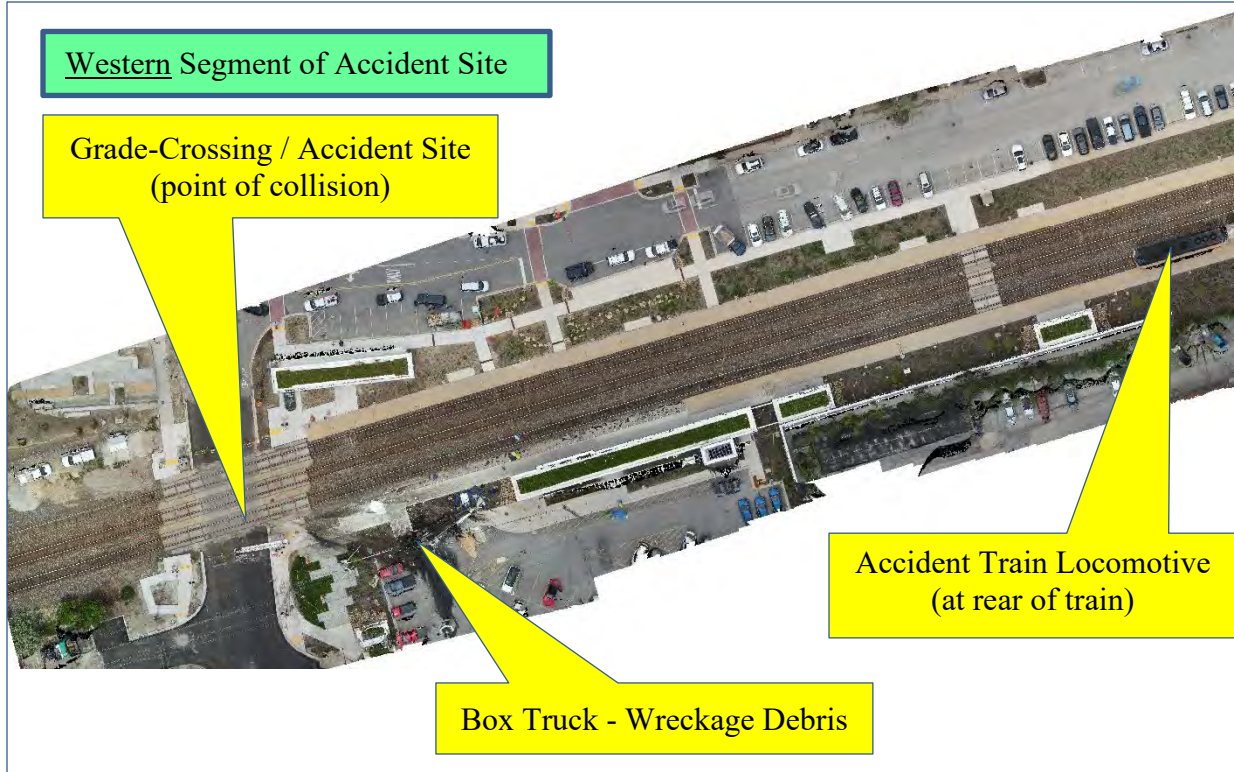 Western Segment of Accident Site
Grade-Crossing / Accident Site
(point of collision)
Accident Train Locomotive
(at rear of train)
Box Truck - Wreckage Debris